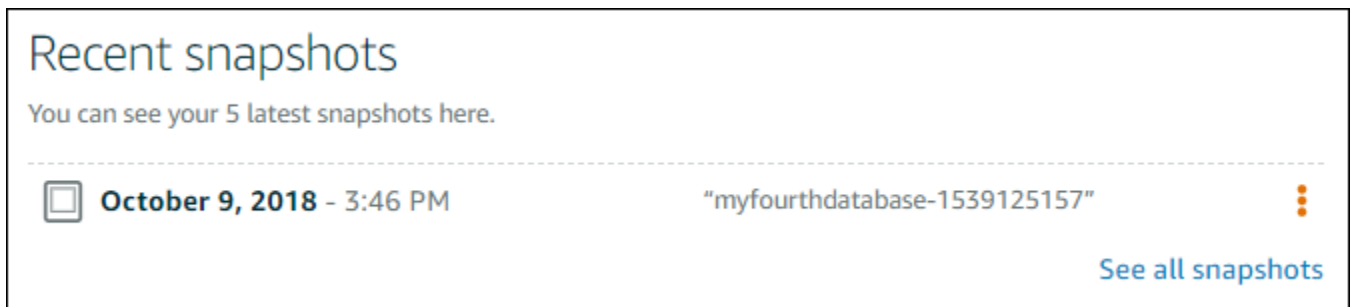 Recent snapshots
You can see your 5 latest snapshots here.
October 9, 2018 - 3:46 PM “myfourthdatabase-1539125157”
See all snapshots